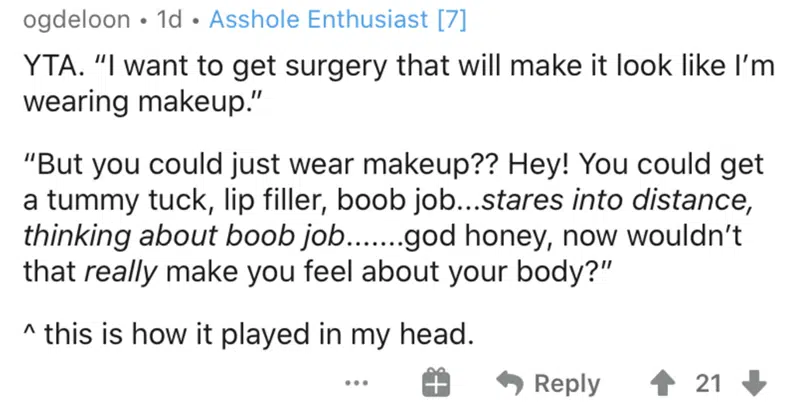 ogdeloon • 1d • Asshole Enthusiast [7]
YTA. “I want to get surgery that will make it look like I’m
wearing makeup.”
“But you could just wear makeup?? Hey! You could get
a tummy tuck, lip filler, boob job...stares into distance,
thinking about boob job.......god honey, now wouldn’t
that really make you feel about your body?”
^ this is how it played in my head.
... Reply 21